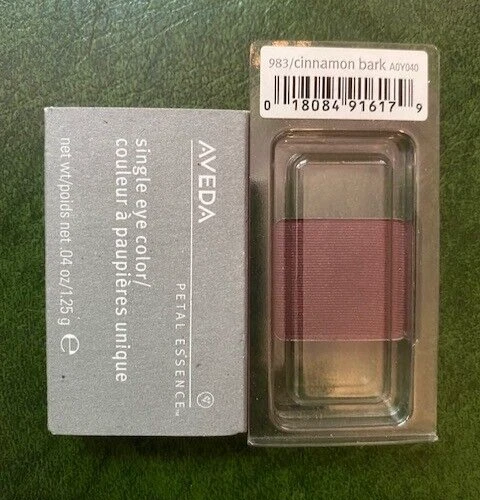 AVEDA
PETAL ESSENCE™
single eye color/
couleur à paupières unique
net wt/poids net .04 oz/1.25 g ℮
983/cinnamon bark A0Y040
0 18084 91617 9